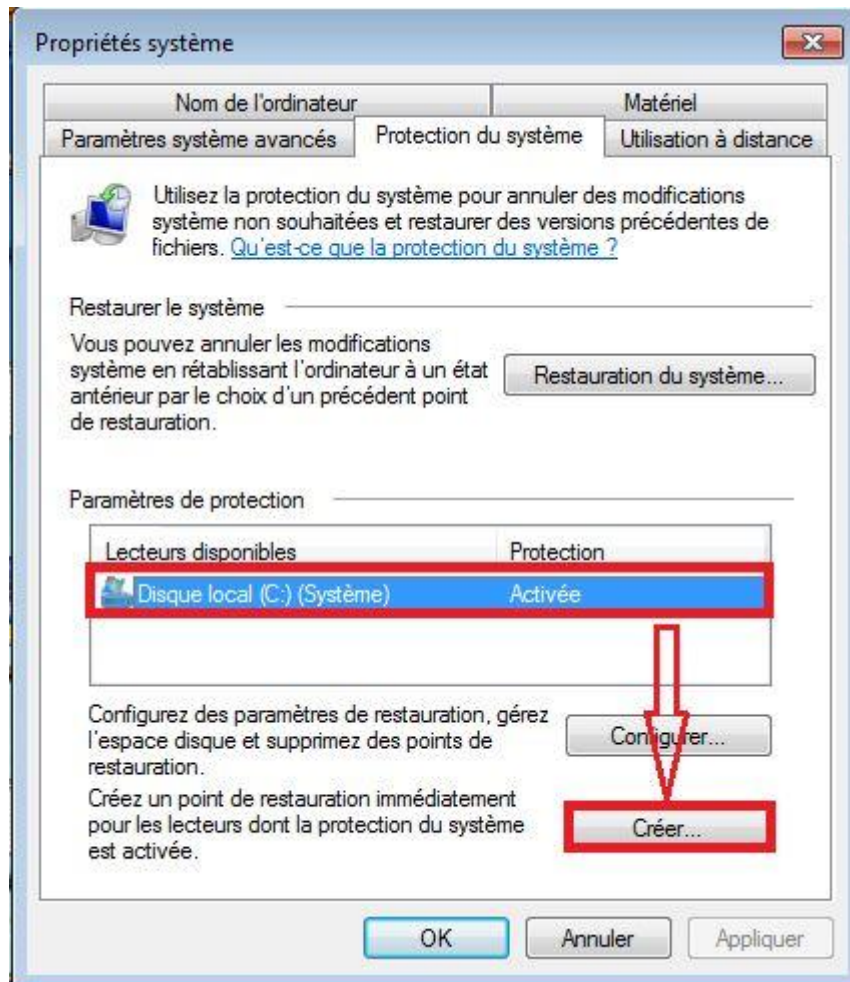 Propriétés système
Nom de l'ordinateur
Matériel
Paramètres système avancés
Protection du système
Utilisation à distance
Utilisez la protection du système pour annuler des modifications
système non souhaitées et restaurer des versions précédentes de
fichiers. Qu'est-ce que la protection du système ?
Restaurer le système
Vous pouvez annuler les modifications
système en rétablissant l'ordinateur à un état
antérieur par le choix d'un précédent point
de restauration.
Restauration du système...
Paramètres de protection
Lecteurs disponibles
Protection
Disque local (C:) (Système)
Activée
Configurez des paramètres de restauration, gérez
l'espace disque et supprimez des points de
restauration.
Configurer...
Créez un point de restauration immédiatement
pour les lecteurs dont la protection du système
est activée.
Créer...
OK
Annuler
Appliquer